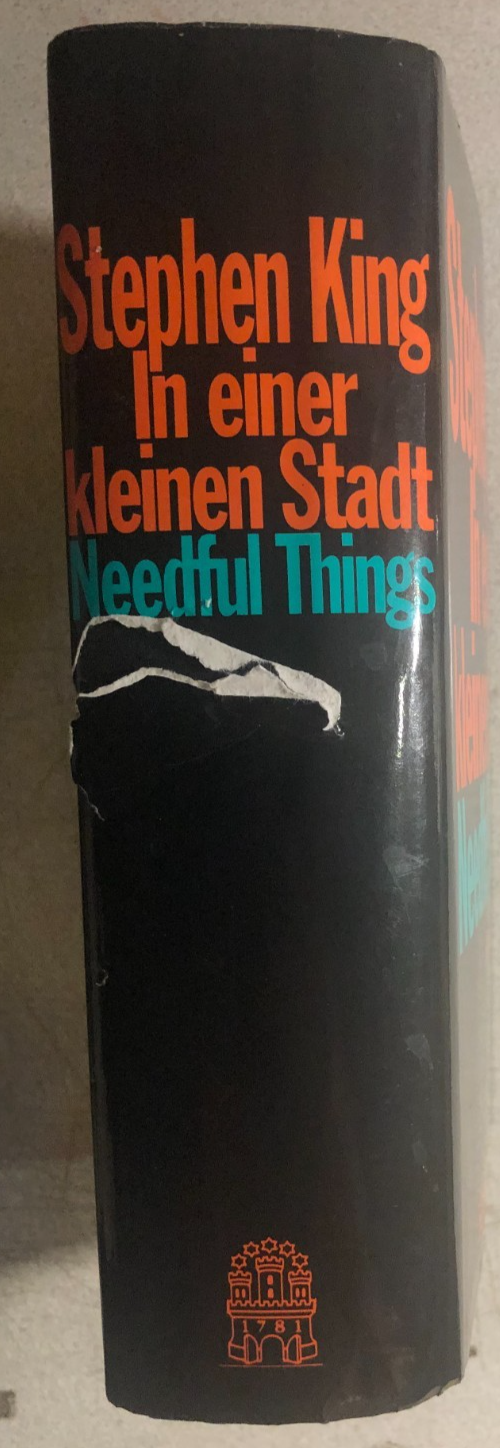 Stephen King
In einer
kleinen Stadt
Needful Things
1781